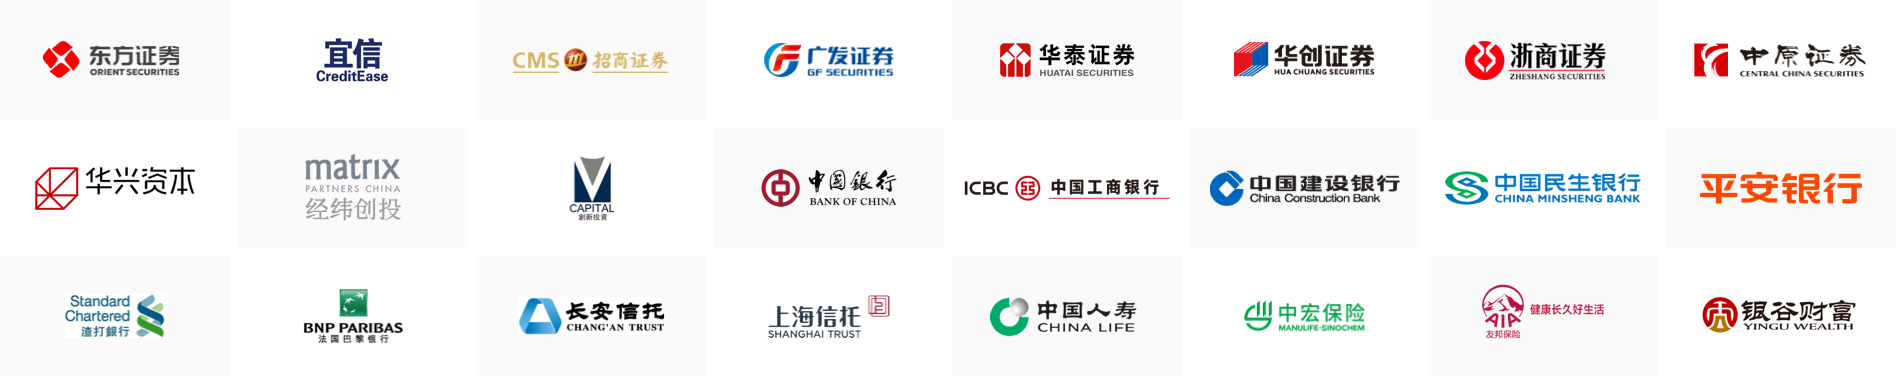 东方证券
ORIENT SECURITIES
宜信
CreditEase
CMS 招商证券
广发证券
GF SECURITIES
华泰证券
HUATAI SECURITIES
华创证券
HUA CHUANG SECURITIES
浙商证券
ZHESHANG SECURITIES
中原证券
CENTRAL CHINA SECURITIES
华兴资本
matrix
PARTNERS CHINA
经纬创投
V
CAPITAL
創新投資
中国银行
BANK OF CHINA
ICBC 中国工商银行
中国建设银行
China Construction Bank
中国民生银行
CHINA MINSHENG BANK
平安银行
Standard
Chartered
渣打銀行
BNP PARIBAS
法国巴黎银行
长安信托
CHANG'AN TRUST
上海信托
SHANGHAI TRUST
中国人寿
CHINA LIFE
中宏保险
MANULIFE-SINOCHEM
AIA
友邦保险
健康长久好生活
银谷财富
YINGU WEALTH